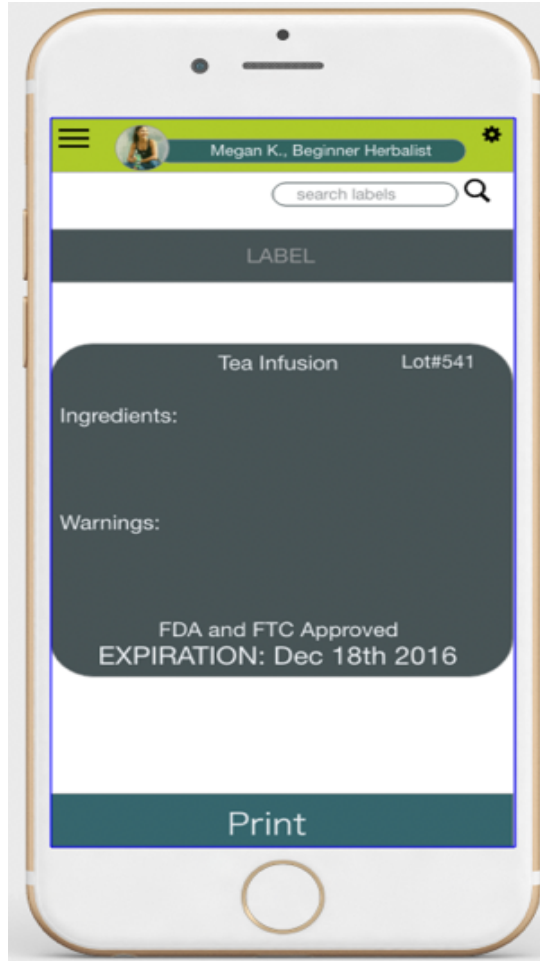 Megan K., Beginner Herbalist
search labels
LABEL
Tea Infusion Lot#541
Ingredients:
Warnings:
FDA and FTC Approved
EXPIRATION: Dec 18th 2016
Print